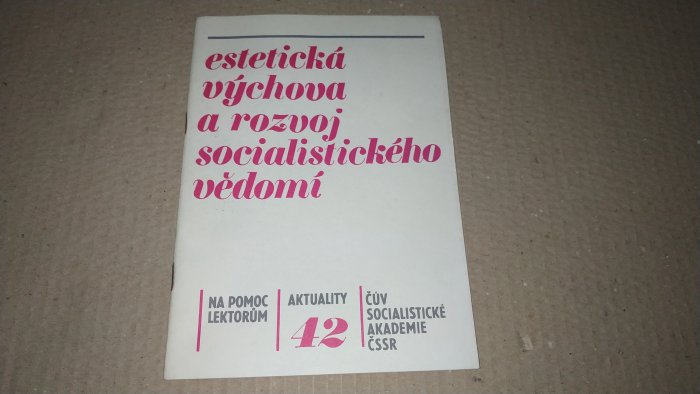 estetická
výchova
a rozvoj
socialistického
vědomí
NA POMOC
LEKTORŮM
AKTUALITY
42
ČÚV
SOCIALISTICKÉ
AKADEMIE
ČSSR